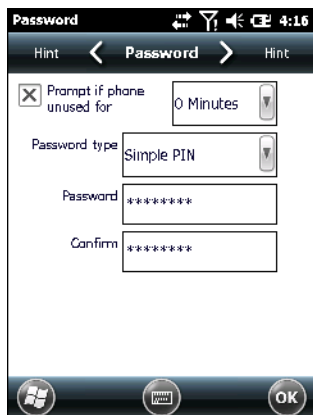 Password 4:16
Hint Password Hint
Prompt if phone
unused for
0 Minutes
Password type
Simple PIN
Password ********
Confirm ********
OK